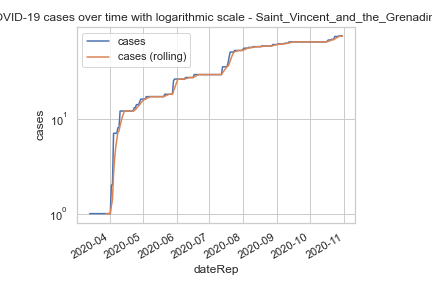 OVID-19 cases over time with logarithmic scale - Saint_Vincent_and_the_Grenadin
cases
cases (rolling)
cases
10¹
10⁰
2020-04
2020-05
2020-06
2020-07
2020-08
2020-09
2020-10
2020-11
dateRep